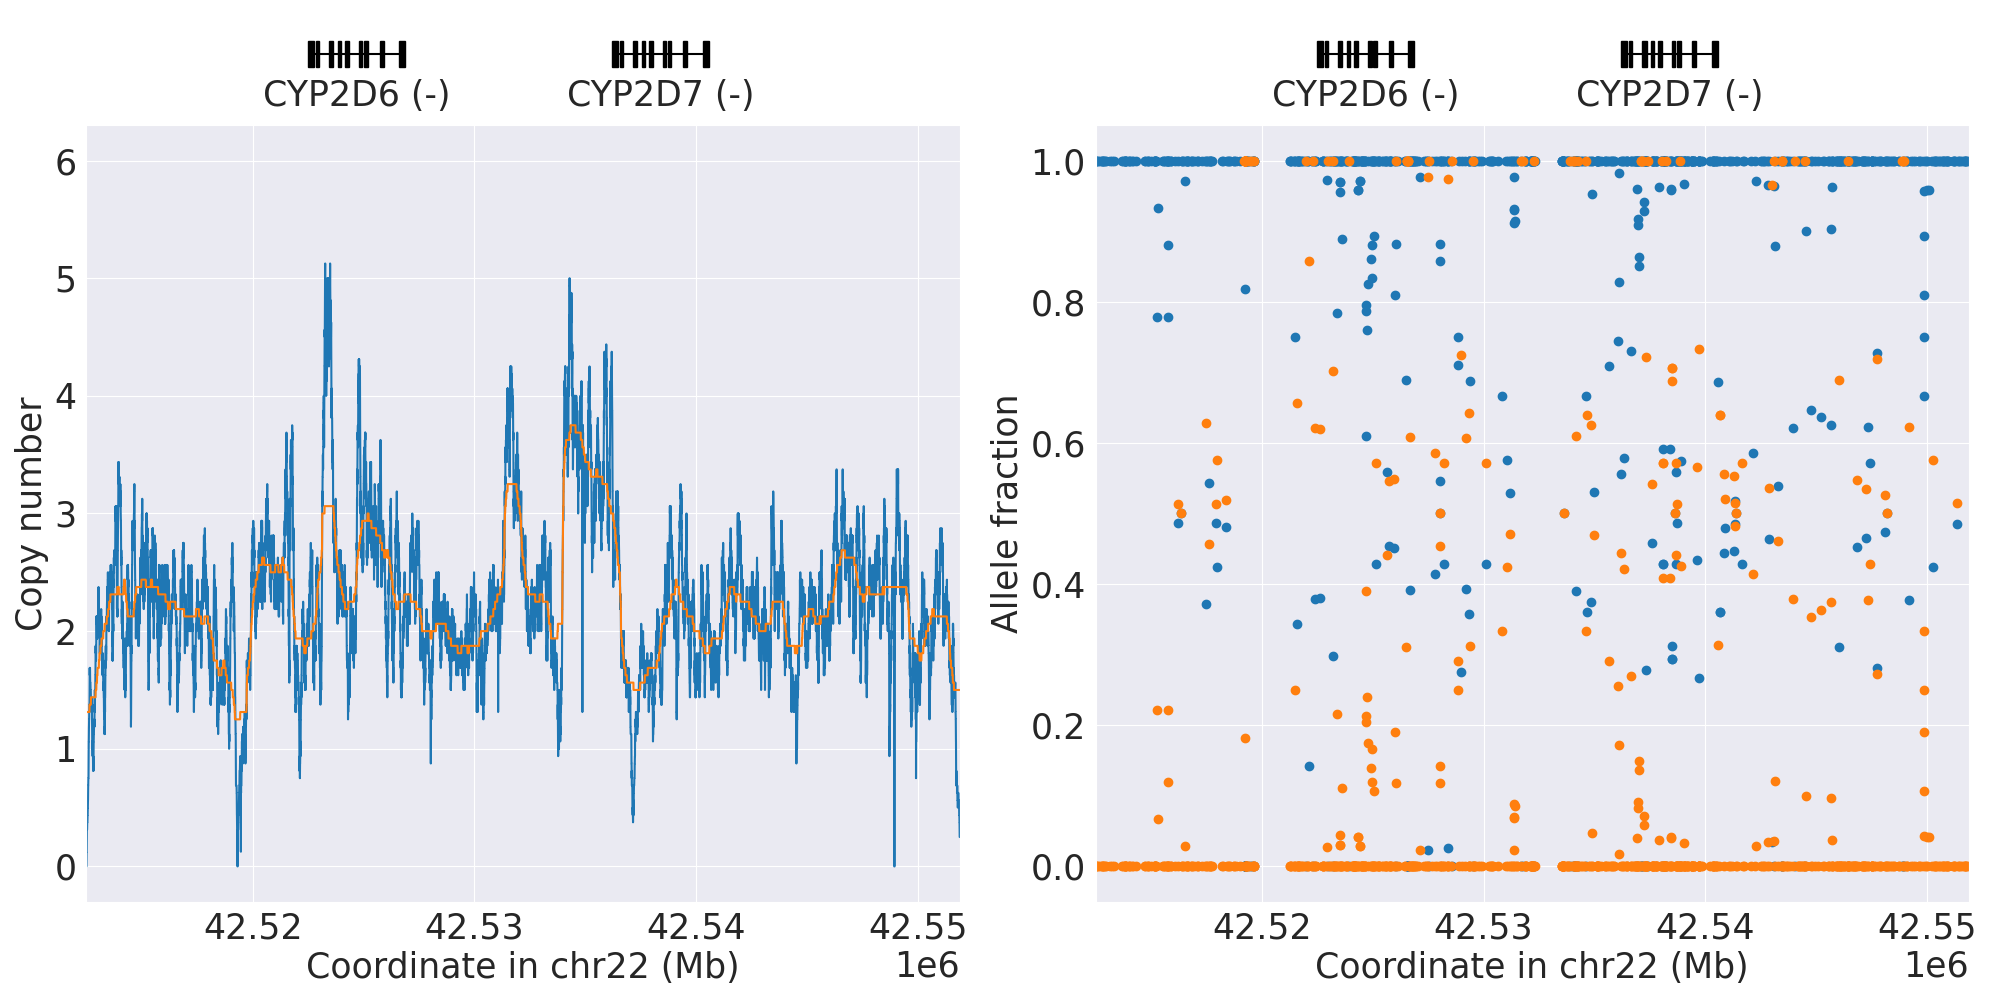 CYP2D6 (-)
CYP2D7 (-)
6
5
4
3
2
1
0
Copy number
42.52
42.53
42.54
42.55
Coordinate in chr22 (Mb)
1e6
CYP2D6 (-)
CYP2D7 (-)
1.0
0.8
0.6
0.4
0.2
0.0
Allele fraction
42.52
42.53
42.54
42.55
Coordinate in chr22 (Mb)
1e6